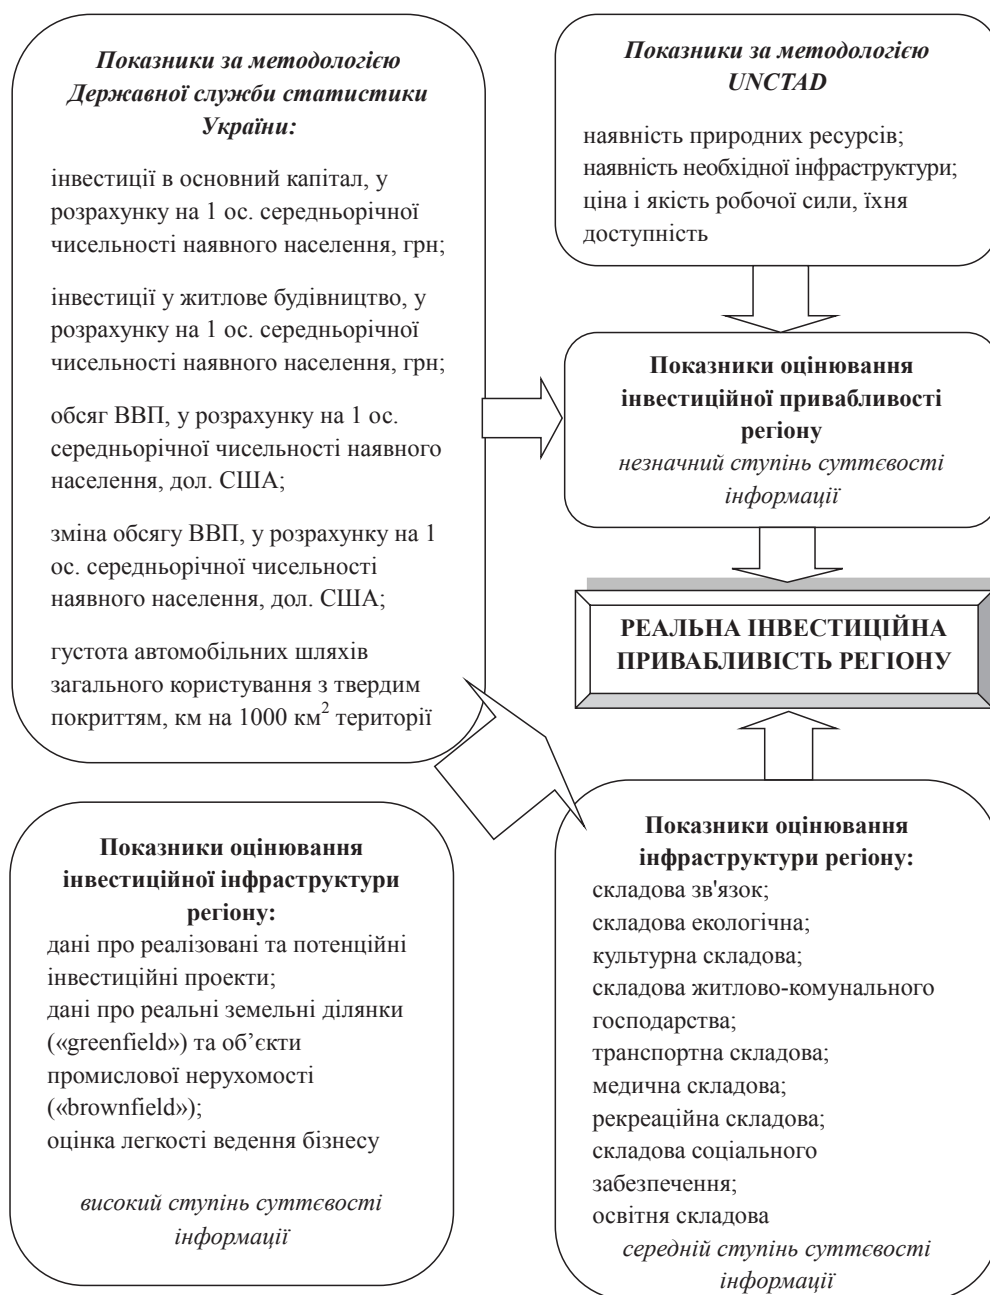 Показники за методологією
Державної служби статистики
України:
інвестиції в основний капітал, у
розрахунку на 1 ос. середньорічної
чисельності наявного населення, грн;
інвестиції у житлове будівництво, у
розрахунку на 1 ос. середньорічної
чисельності наявного населення, грн;
обсяг ВВП, у розрахунку на 1 ос.
середньорічної чисельності наявного
населення, дол. США;
зміна обсягу ВВП, у розрахунку на 1
ос. середньорічної чисельності
наявного населення, дол. США;
густота автомобільних шляхів
загального користування з твердим
покриттям, км на 1000 км² території
Показники за методологією
UNCTAD
наявність природних ресурсів;
наявність необхідної інфраструктури;
ціна і якість робочої сили, їхня
доступність
Показники оцінювання
інвестиційної привабливості
регіону
незначний ступінь суттєвості
інформації
РЕАЛЬНА ІНВЕСТИЦІЙНА
ПРИВАБЛИВІСТЬ РЕГІОНУ
Показники оцінювання
інвестиційної інфраструктури
регіону:
дані про реалізовані та потенційні
інвестиційні проекти;
дані про реальні земельні ділянки
(«greenfield») та об’єкти
промислової нерухомості
(«brownfield»);
оцінка легкості ведення бізнесу
високий ступінь суттєвості
інформації
Показники оцінювання
інфраструктури регіону:
складова зв'язок;
складова екологічна;
культурна складова;
складова житлово-комунального
господарства;
транспортна складова;
медична складова;
рекреаційна складова;
складова соціального
забезпечення;
освітня складова
середній ступінь суттєвості
інформації